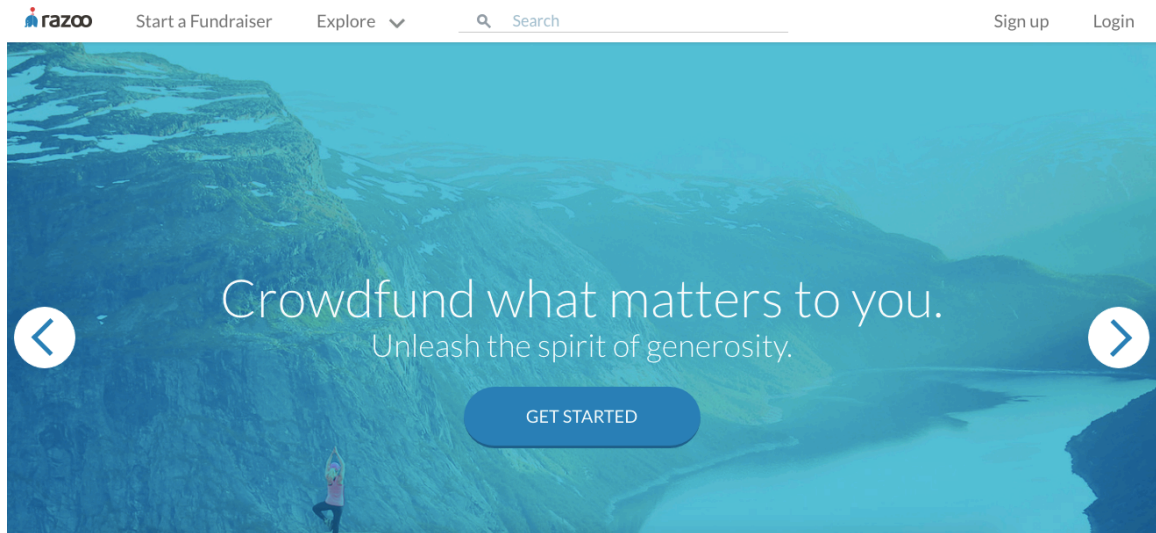 razoo Start a Fundraiser Explore Search Sign up Login
Crowdfund what matters to you.
Unleash the spirit of generosity.
GET STARTED